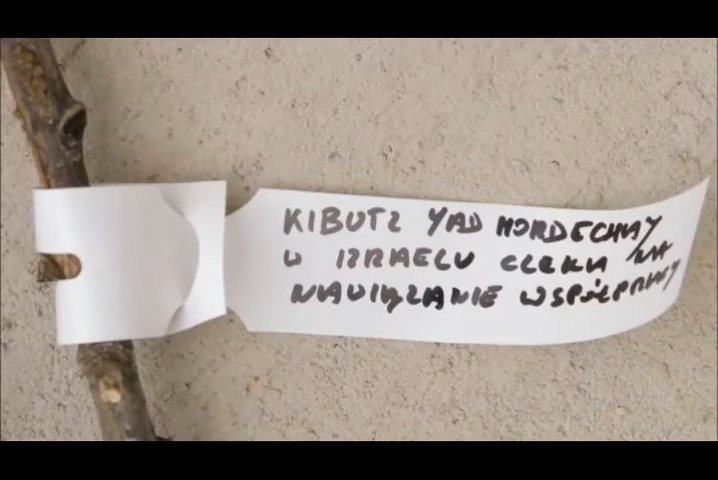 KIBUTZ YAD MORDECHAY
W IZRAELU CZEKA NA
NAWIĄZANIE WSPÓŁPRACY